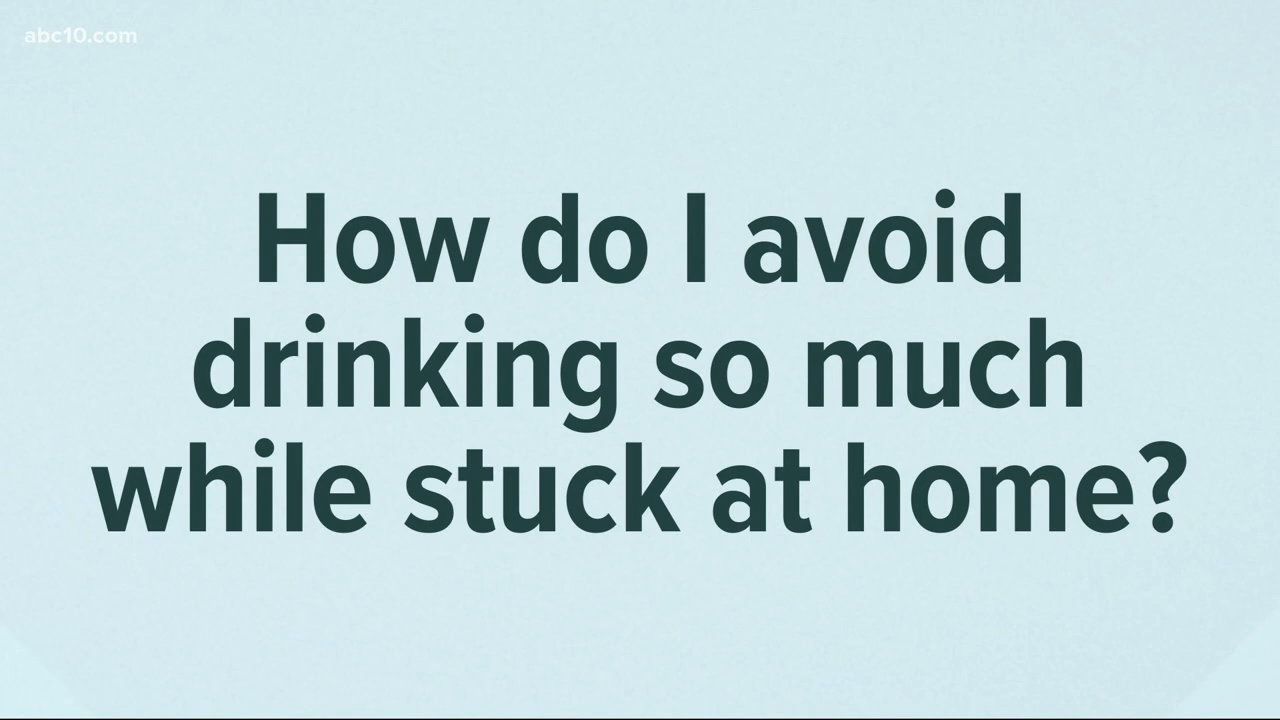 abc10.com
How do I avoid
drinking so much
while stuck at home?